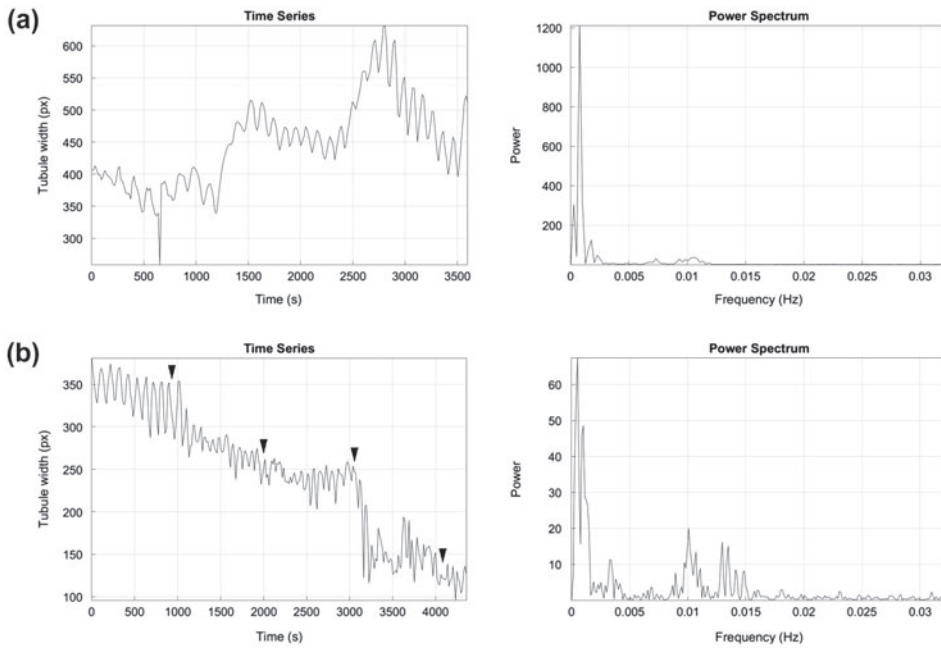 (a)
Time Series
Tubule width (px)
600
550
500
450
400
350
300
0 500 1000 1500 2000 2500 3000 3500
Time (s)
Power Spectrum
Power
1200
1000
800
600
400
200
0 0.005 0.01 0.015 0.02 0.025 0.03
Frequency (Hz)
(b)
Time Series
Tubule width (px)
350
300
250
200
150
100
0 500 1000 1500 2000 2500 3000 3500 4000
Time (s)
Power Spectrum
Power
60
50
40
30
20
10
0 0.005 0.01 0.015 0.02 0.025 0.03
Frequency (Hz)